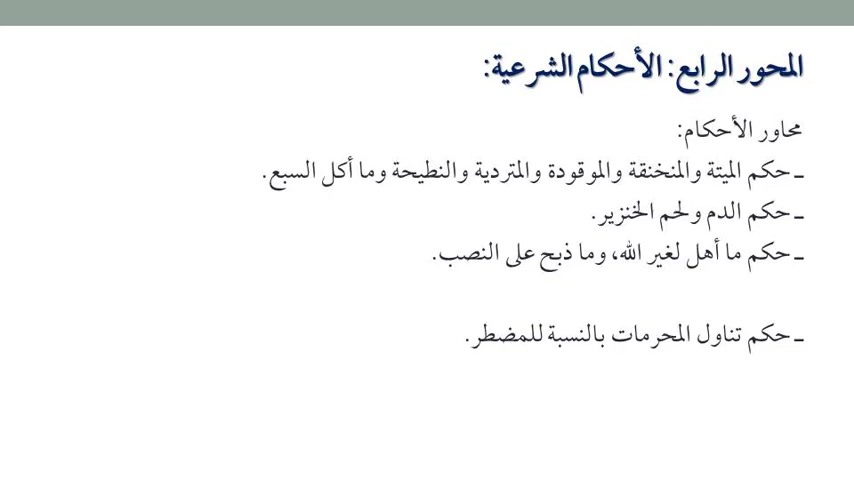 المحور الرابع: الأحكام الشرعية:
محاور الأحكام:
ـ حكم الميتة والمنخنقة والموقودة والمتردية والنطيحة وما أكل السبع.
ـ حكم الدم ولحم الخنزير.
ـ حكم ما أهل لغير الله، وما ذبح على النصب.
ـ حكم تناول المحرمات بالنسبة للمضطر.